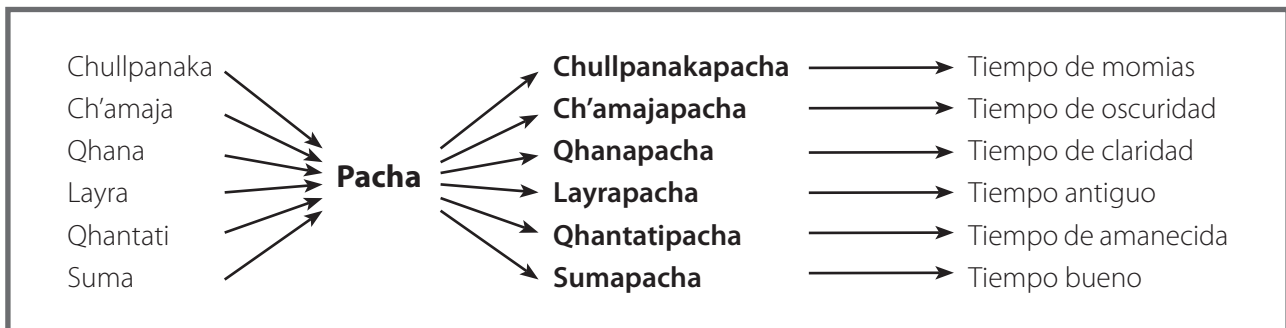 Chullpanaka Chullpanakapacha Tiempo de momias
Ch'amaja Ch'amajapacha Tiempo de oscuridad
Qhana Qhanapacha Tiempo de claridad
Pacha
Layra Layrapacha Tiempo antiguo
Qhantati Qhantatipacha Tiempo de amanecida
Suma Sumapacha Tiempo bueno